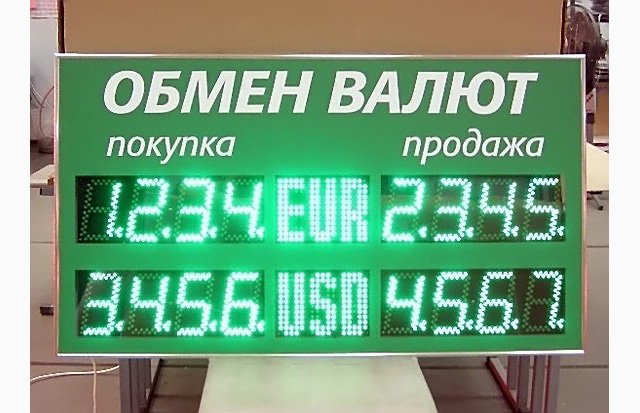 ОБМЕН ВАЛЮТ
покупка продажа
1.2.3.4. EUR 2.3.4.5.
3.4.5.6. USD 4.5.6.7.